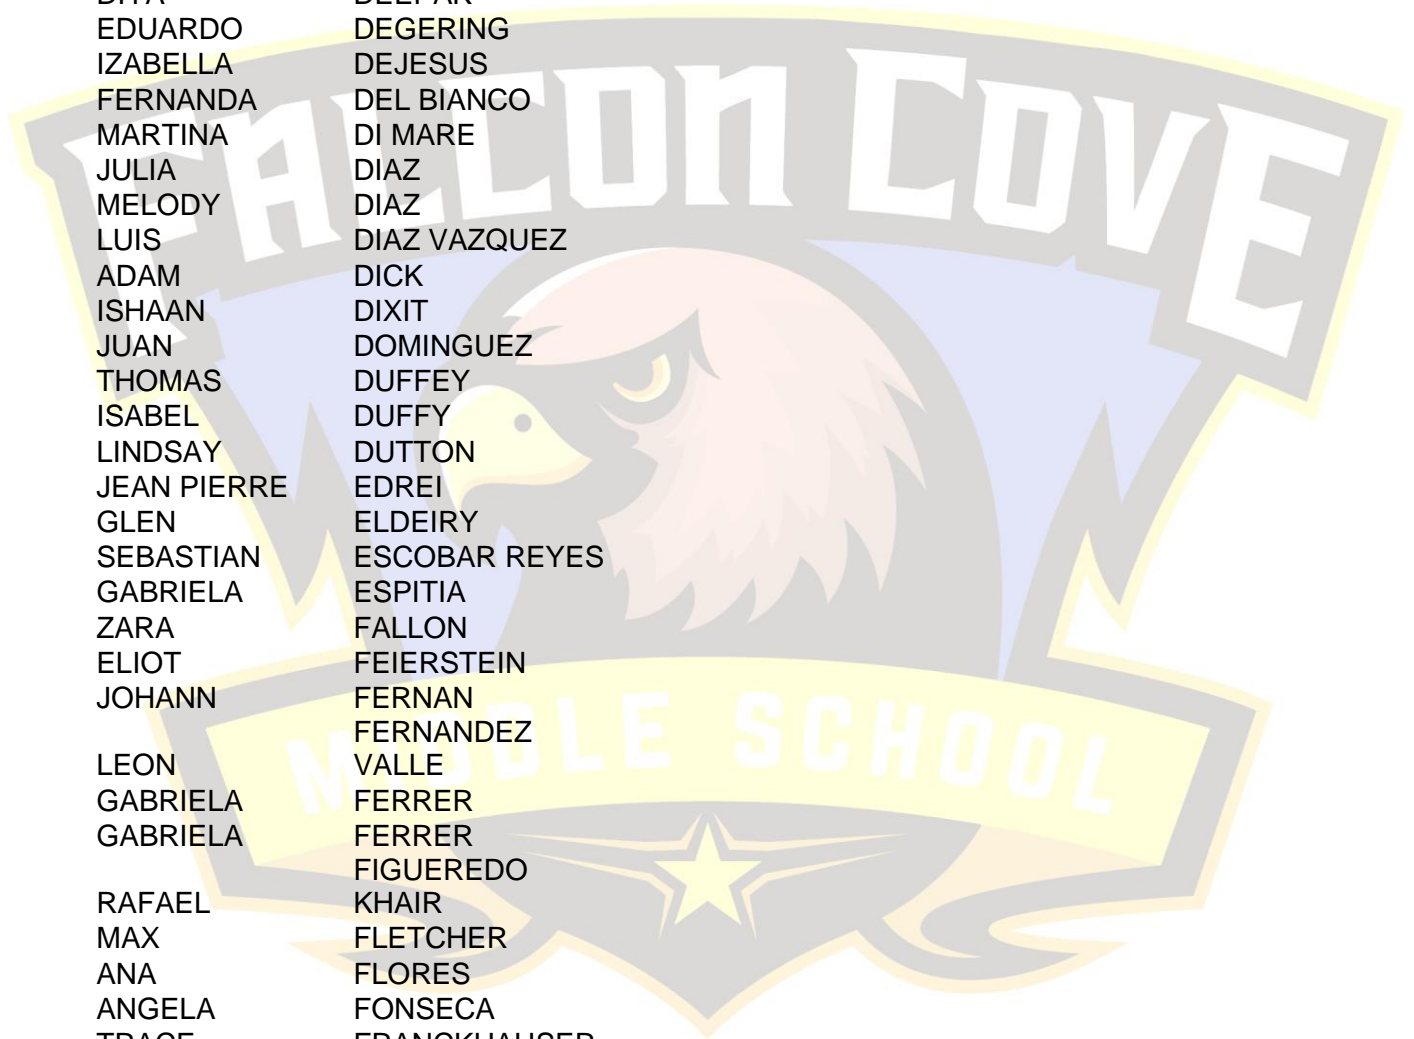 FALCON COVE
EDUARDO DEGERING
IZABELLA DEJESUS
FERNANDA DEL BIANCO
MARTINA DI MARE
JULIA DIAZ
MELODY DIAZ
LUIS DIAZ VAZQUEZ
ADAM DICK
ISHAAN DIXIT
JUAN DOMINGUEZ
THOMAS DUFFEY
ISABEL DUFFY
LINDSAY DUTTON
JEAN PIERRE EDREI
GLEN ELDEIRY
SEBASTIAN ESCOBAR REYES
GABRIELA ESPITIA
ZARA FALLON
ELIOT FEIERSTEIN
JOHANN FERNAN
FERNANDEZ
LEON VALLE
MIDDLE SCHOOL
GABRIELA FERRER
GABRIELA FERRER
FIGUEREDO
RAFAEL KHAIR
MAX FLETCHER
ANA FLORES
ANGELA FONSECA